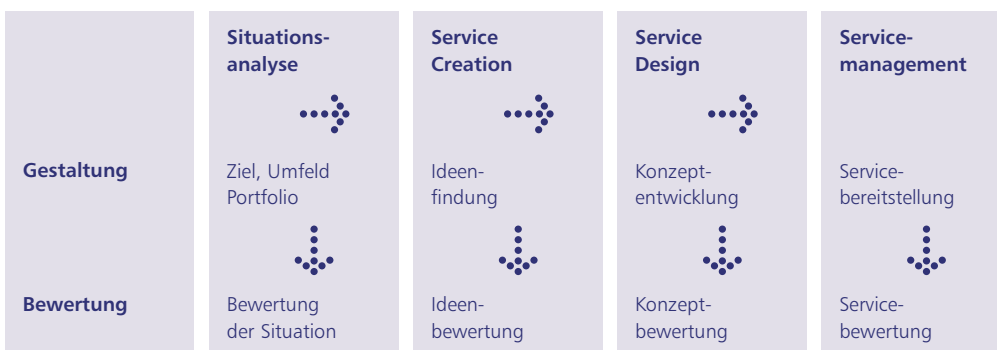 Situations-
analyse
Service
Creation
Service
Design
Service-
management
Gestaltung
Ziel, Umfeld
Portfolio
Ideen-
findung
Konzept-
entwicklung
Service-
bereitstellung
Bewertung
Bewertung
der Situation
Ideen-
bewertung
Konzept-
bewertung
Service-
bewertung